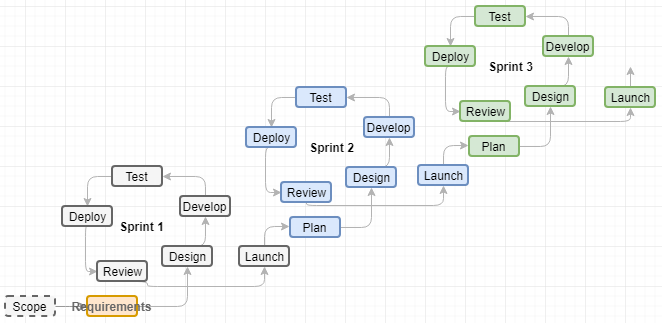 Test
Develop
Deploy
Sprint 3
Design
Launch
Review
Plan
Test
Develop
Deploy
Sprint 2
Design
Launch
Review
Plan
Test
Develop
Deploy
Sprint 1
Design
Launch
Review
Scope
Requirements